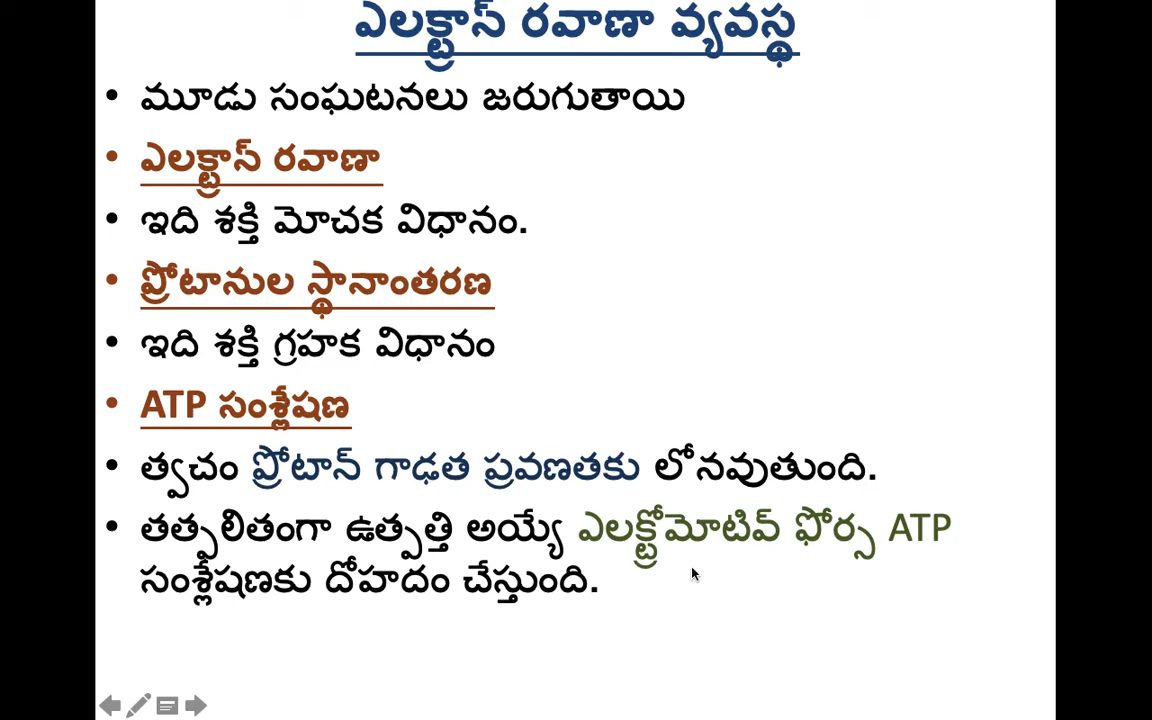 ఎలక్ట్రాన్ రవాణా వ్యవస్థ
• మూడు సంఘటనలు జరుగుతాయి
• ఎలక్ట్రాన్ రవాణా
• ఇది శక్తి మోచక విధానం.
• ప్రోటానుల స్థానాంతరణ
• ఇది శక్తి గ్రహక విధానం
• ATP సంశ్లేషణ
• త్వచం ప్రోటాన్ గాఢత ప్రవణతకు లోనవుతుంది.
• తత్ఫలితంగా ఉత్పత్తి అయ్యే ఎలక్ట్రోమోటివ్ ఫోర్స ATP
సంశ్లేషణకు దోహదం చేస్తుంది.